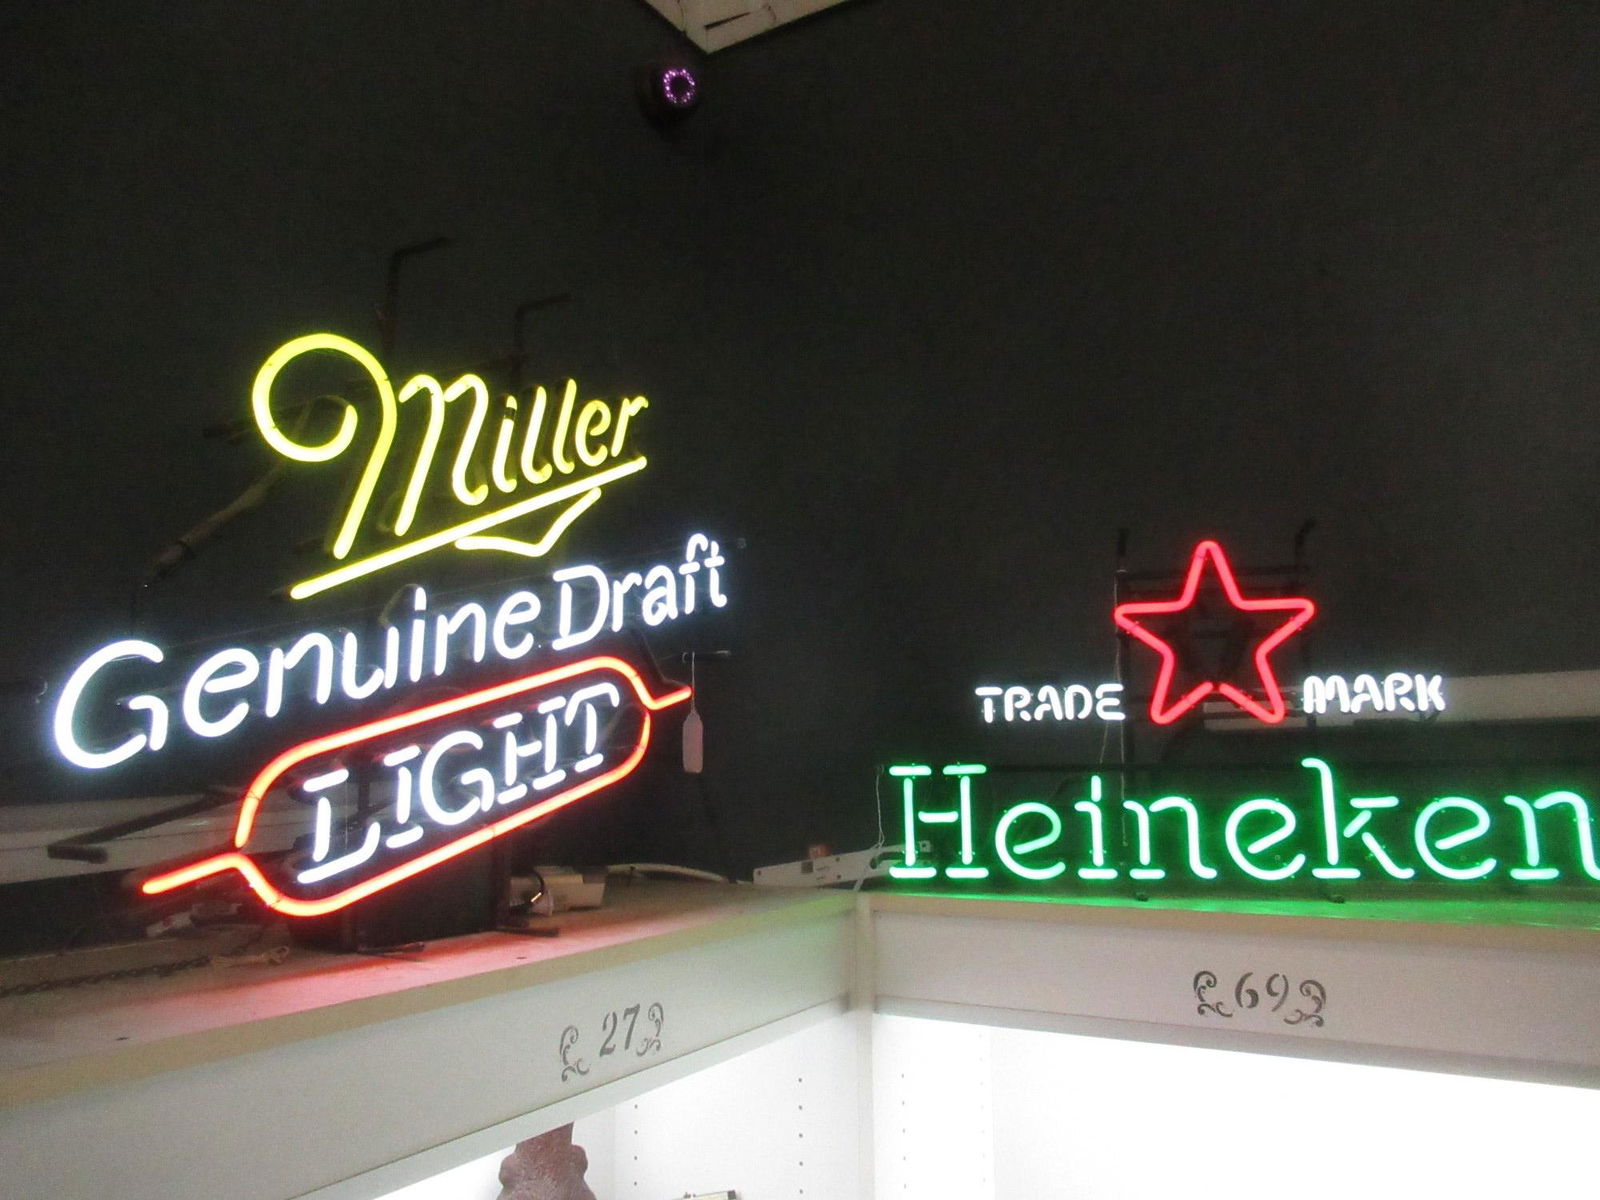 Miller
Genuine Draft
LIGHT
TRADE MARK
Heineken
27
69